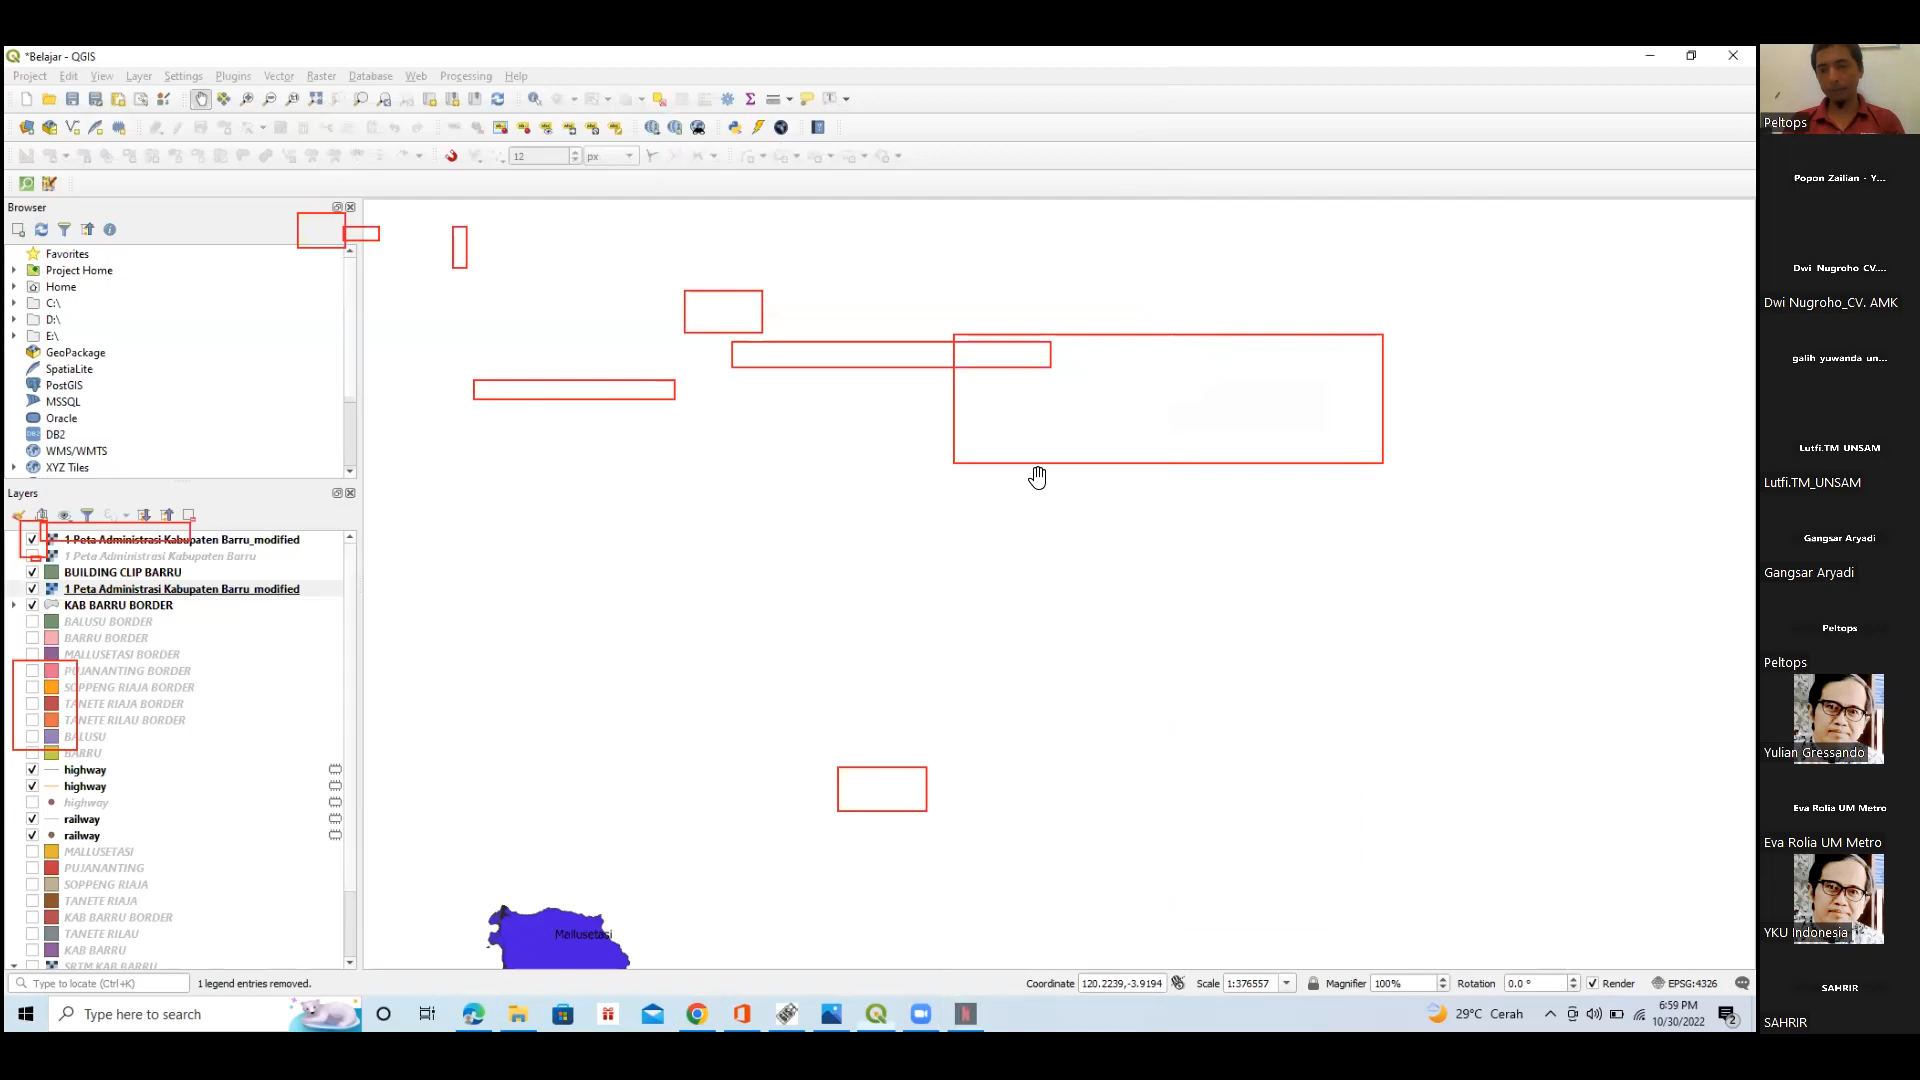 *Belajar - QGIS
Project Edit View Layer Settings Plugins Vector Raster Database Web Processing Help
12 px
Browser
Favorites
Project Home
Home
C:\
D:\
E:\
GeoPackage
SpatiaLite
PostGIS
MSSQL
Oracle
DB2
WMS/WMTS
XYZ Tiles
Layers
1 Peta Administrasi Kabupaten Barru_modified
1 Peta Administrasi Kabupaten Barru
BUILDING CLIP BARRU
1 Peta Administrasi Kabupaten Barru_modified
KAB BARRU BORDER
BALUSU BORDER
BARRU BORDER
MALLUSETASI BORDER
PUJANANTING BORDER
SOPPENG RIAJA BORDER
TANETE RIAJA BORDER
TANETE RILAU BORDER
BALUSU
BARRU
highway
highway
highway
railway
railway
MALLUSETASI
PUJANANTING
SOPPENG RIAJA
TANETE RIAJA
KAB BARRU BORDER
TANETE RILAU
KAB BARRU
SRTM KAB BARRU
Mallusetasi
Type to locate (Ctrl+K) 1 legend entries removed. Coordinate 120.2239,-3.9194 Scale 1:376557 Magnifier 100% Rotation 0.0 ° Render EPSG:4326
Type here to search 29°C Cerah 6:59 PM
10/30/2022 2
Peltops
Popon Zailian - Y...
Dwi Nugroho CV....
Dwi Nugroho_CV. AMK
galih yuwanda un...
Lutfi.TM UNSAM
Lutfi.TM_UNSAM
Gangsar Aryadi
Gangsar Aryadi
Peltops
Peltops
Yulian Gressando
Eva Rolia UM Metro
Eva Rolia UM Metro
YKU Indonesia
SAHRIR
SAHRIR